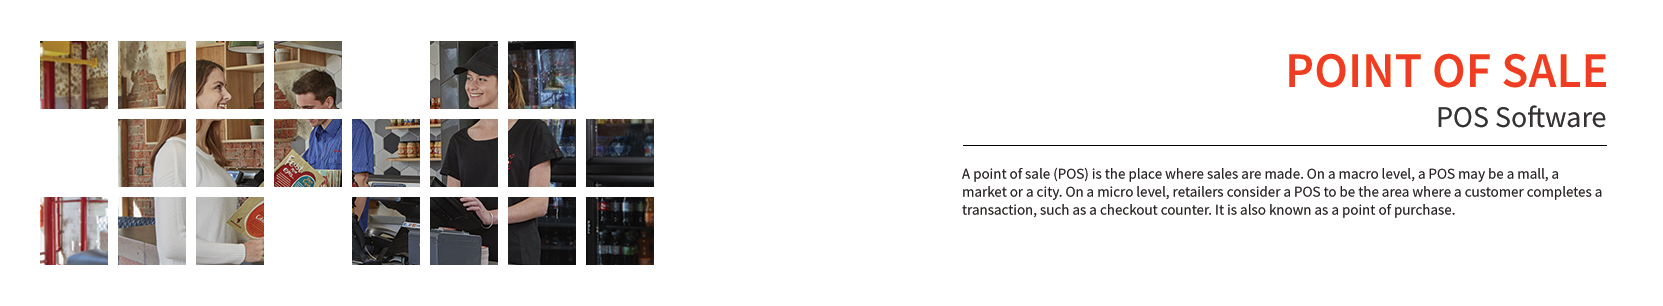 POINT OF SALE
POS Software
A point of sale (POS) is the place where sales are made. On a macro level, a POS may be a mall, a
market or a city. On a micro level, retailers consider a POS to be the area where a customer completes a
transaction, such as a checkout counter. It is also known as a point of purchase.